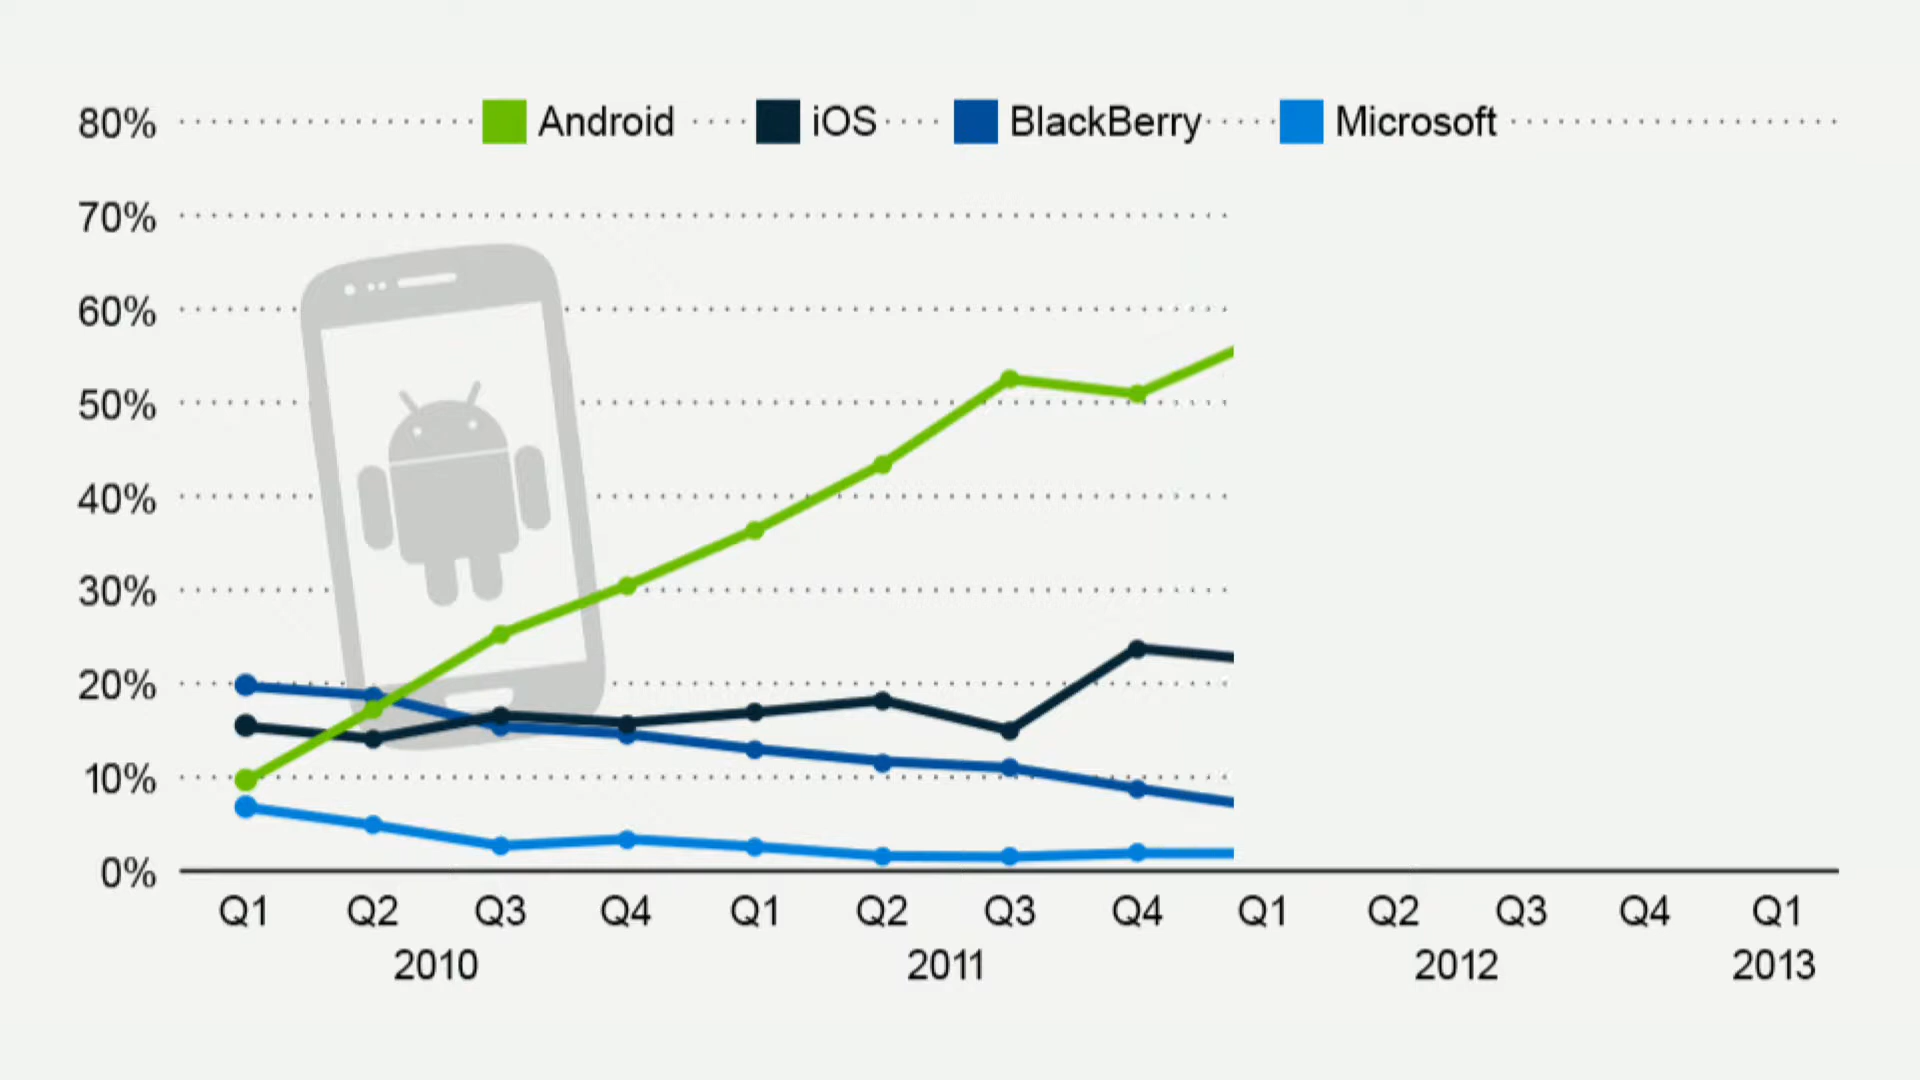 80% Android iOS BlackBerry Microsoft
70%
60%
50%
40%
30%
20%
10%
0%
Q1 Q2 Q3 Q4 Q1 Q2 Q3 Q4 Q1 Q2 Q3 Q4 Q1
2010 2011 2012 2013